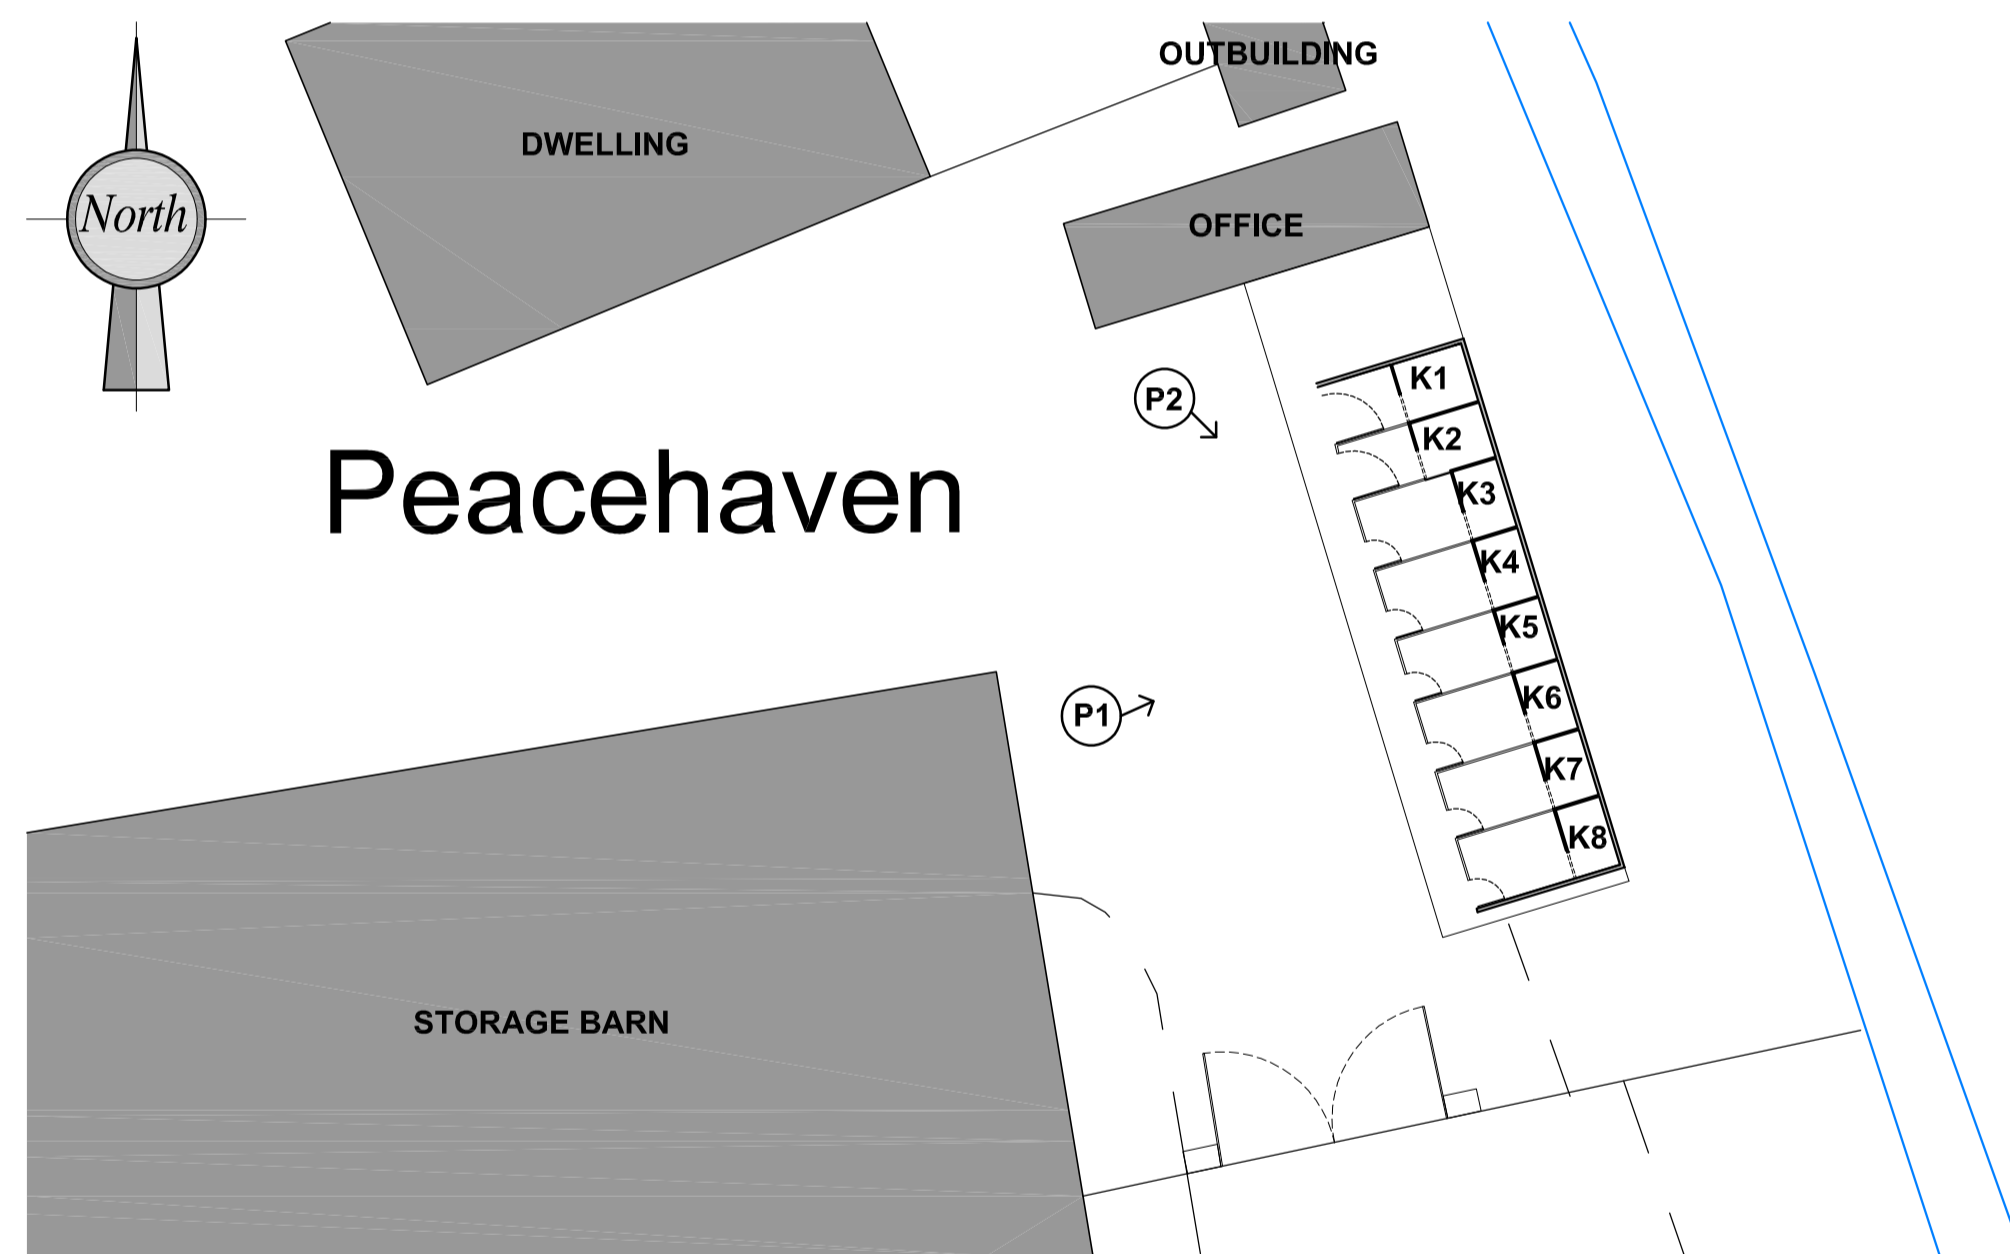 OUTBUILDING
DWELLING
North
OFFICE
K1
P2
K2
Peacehaven
K3
K4
K5
K6
P1
K7
K8
STORAGE BARN